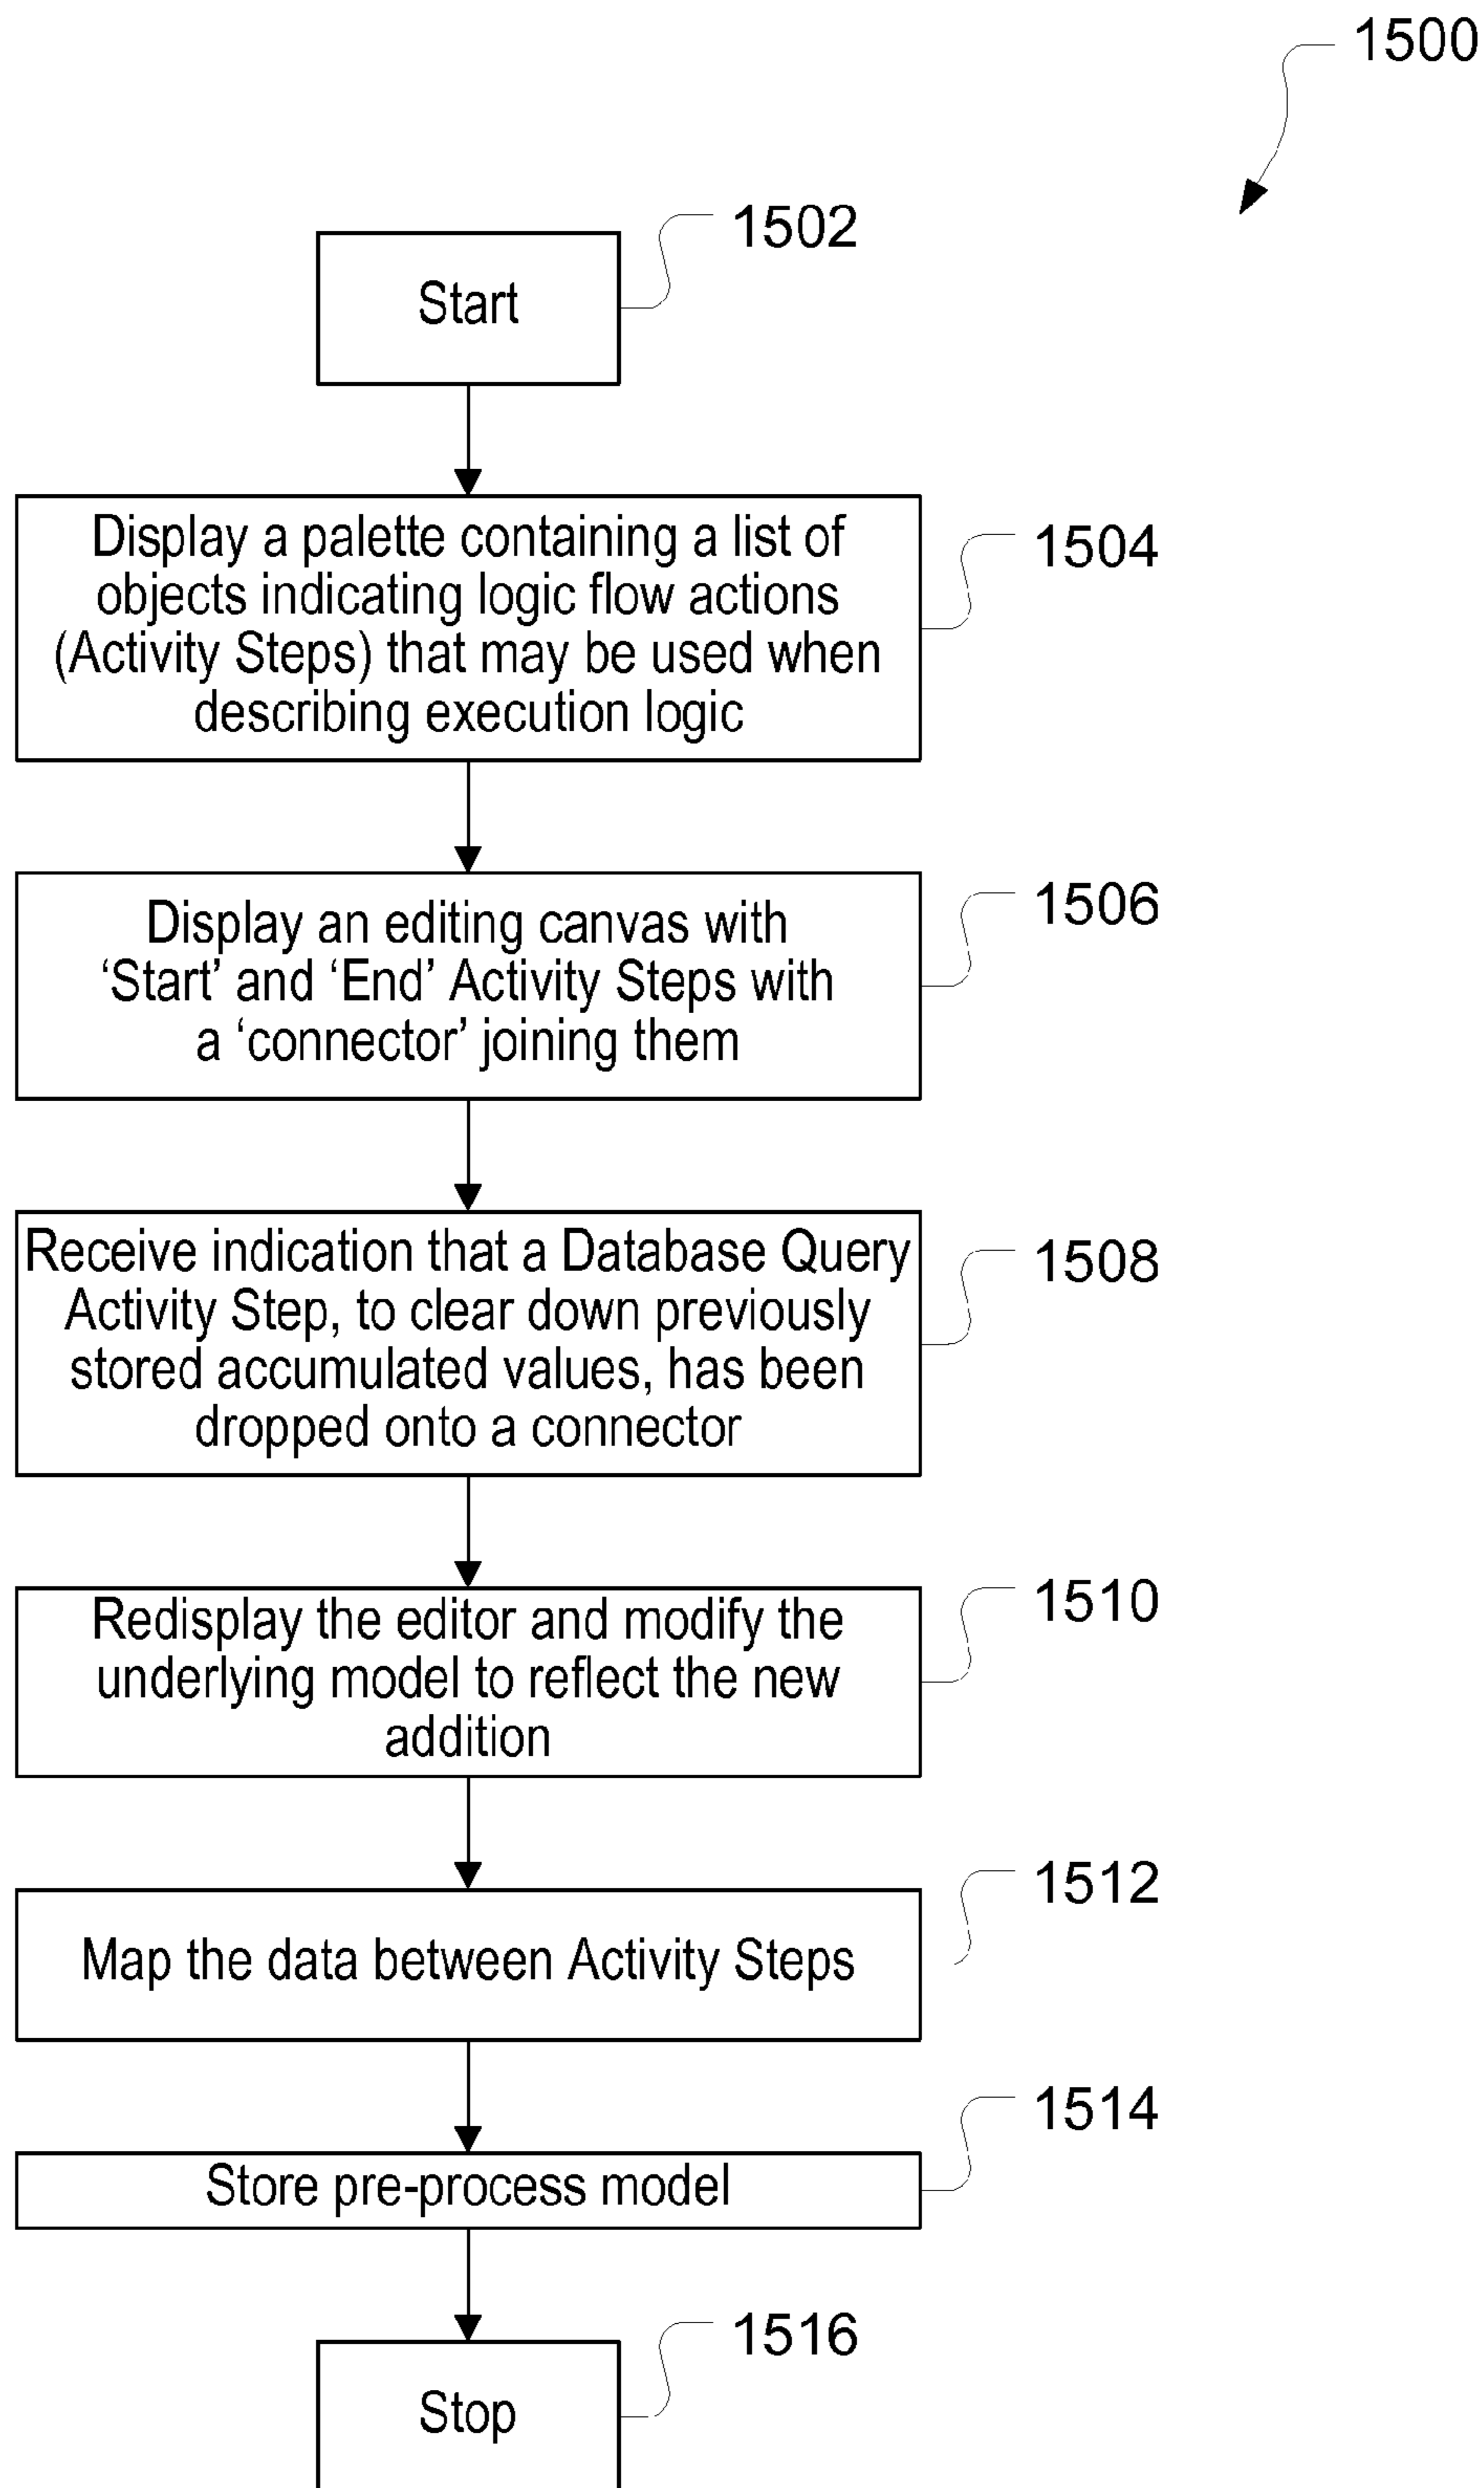 1500
1502
Start
Display a palette containing a list of
objects indicating logic flow actions
(Activity Steps) that may be used when
describing execution logic
1504
Display an editing canvas with
‘Start’ and ‘End’ Activity Steps with
a ‘connector’ joining them
1506
Receive indication that a Database Query
Activity Step, to clear down previously
stored accumulated values, has been
dropped onto a connector
1508
Redisplay the editor and modify the
underlying model to reflect the new
addition
1510
Map the data between Activity Steps
1512
Store pre-process model
1514
Stop
1516